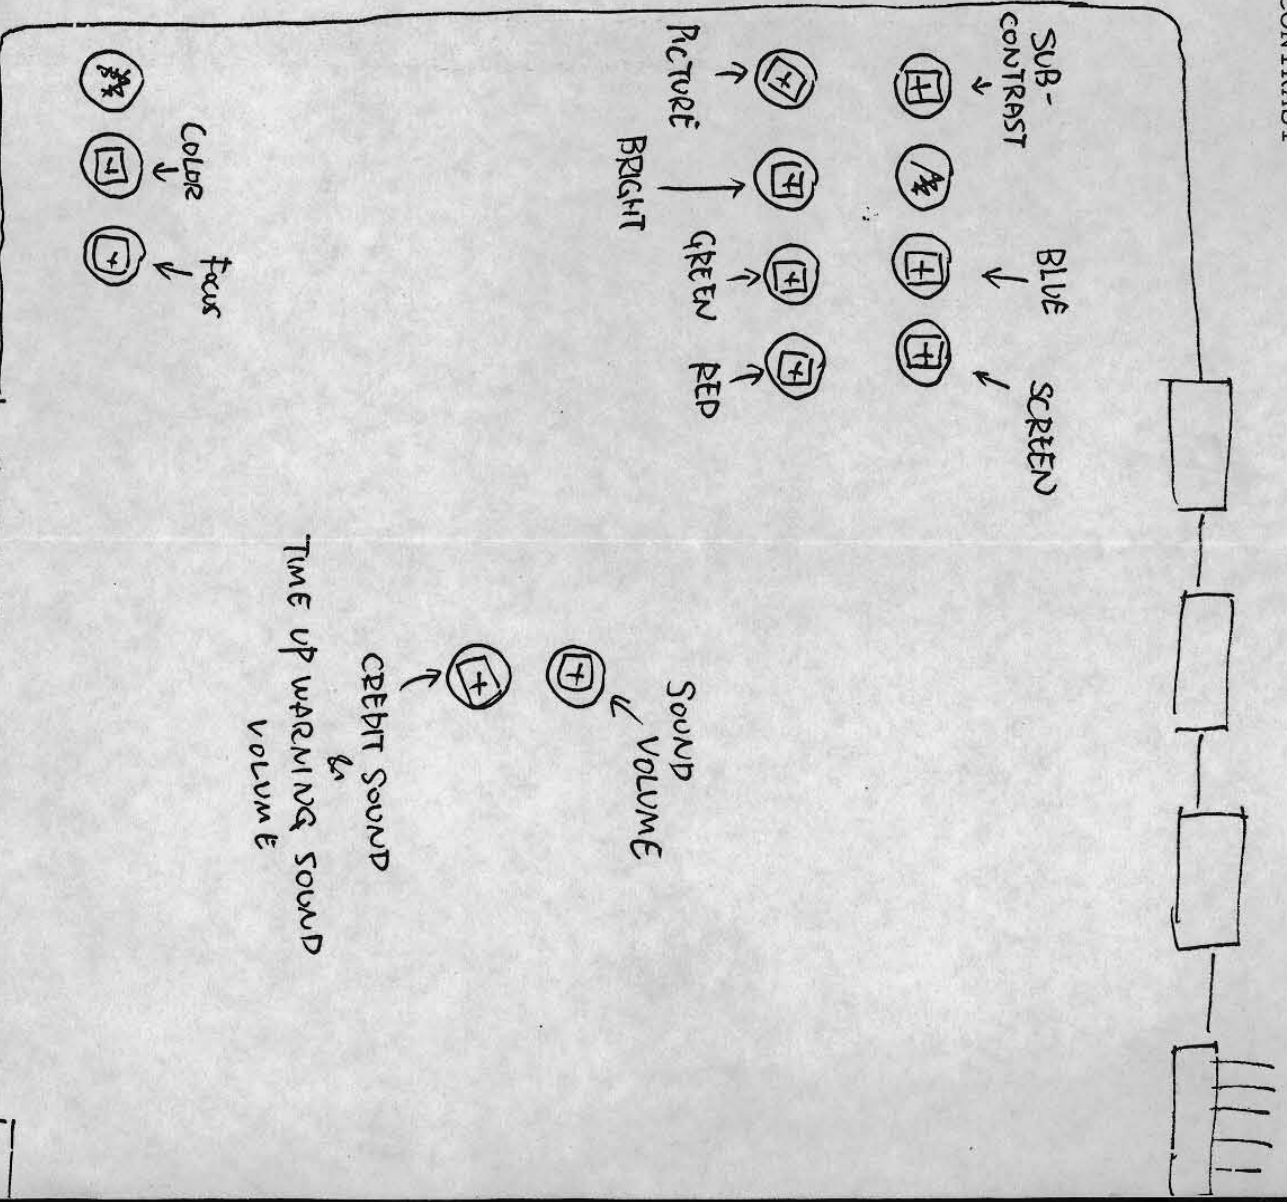 SUB-
CONTRAST
BLUE
SCREEN
PICTURE
BRIGHT
GREEN
RED
SOUND
VOLUME
CREDIT SOUND
&
TIME UP WARNING SOUND
VOLUME
COLOR
FOCUS